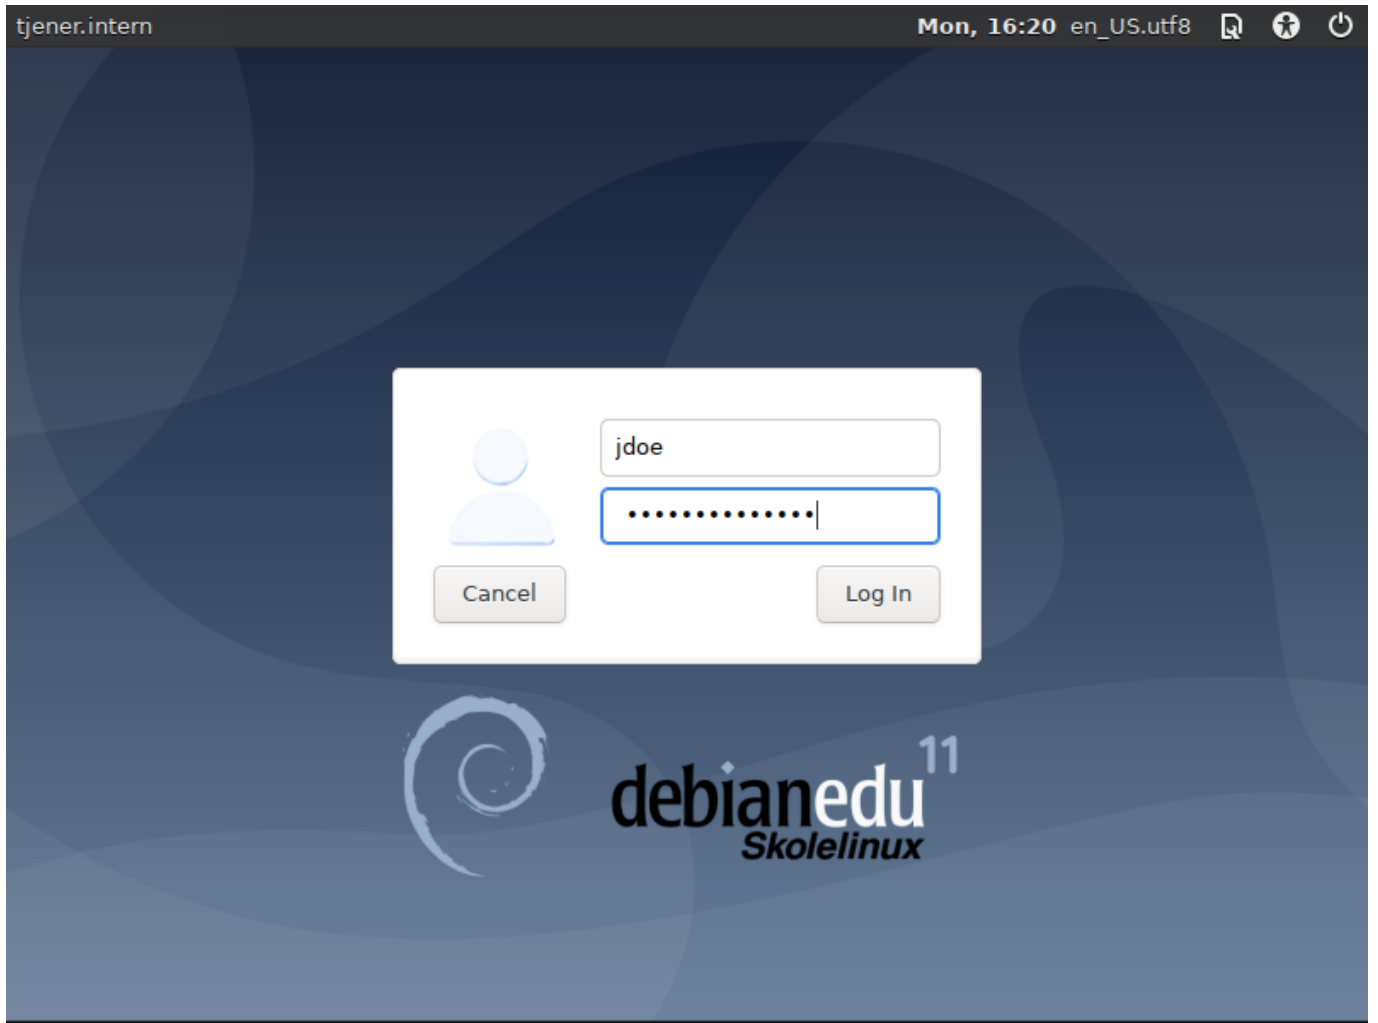 tjener.intern
Mon, 16:20 en_US.utf8
jdoe
••••••••••••••
Cancel
Log In
debianedu 11
Skolelinux